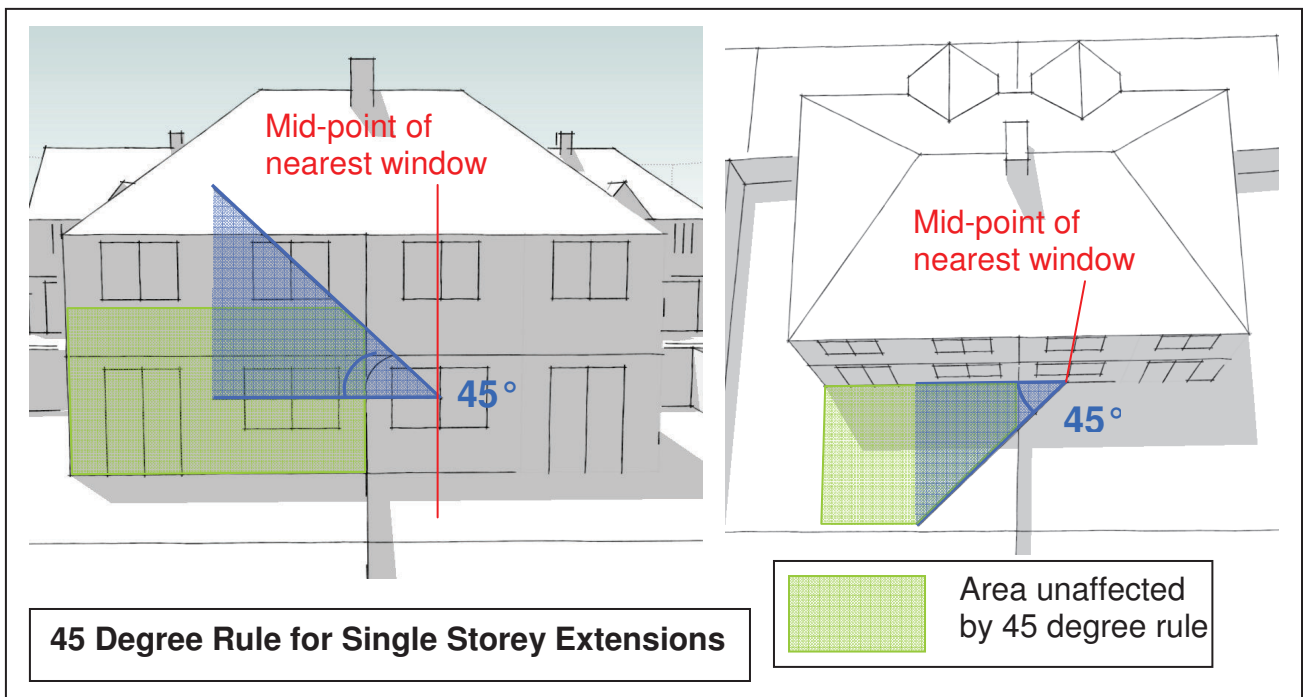 Mid-point of
nearest window
45°
Mid-point of
nearest window
45°
45 Degree Rule for Single Storey Extensions
Area unaffected
by 45 degree rule